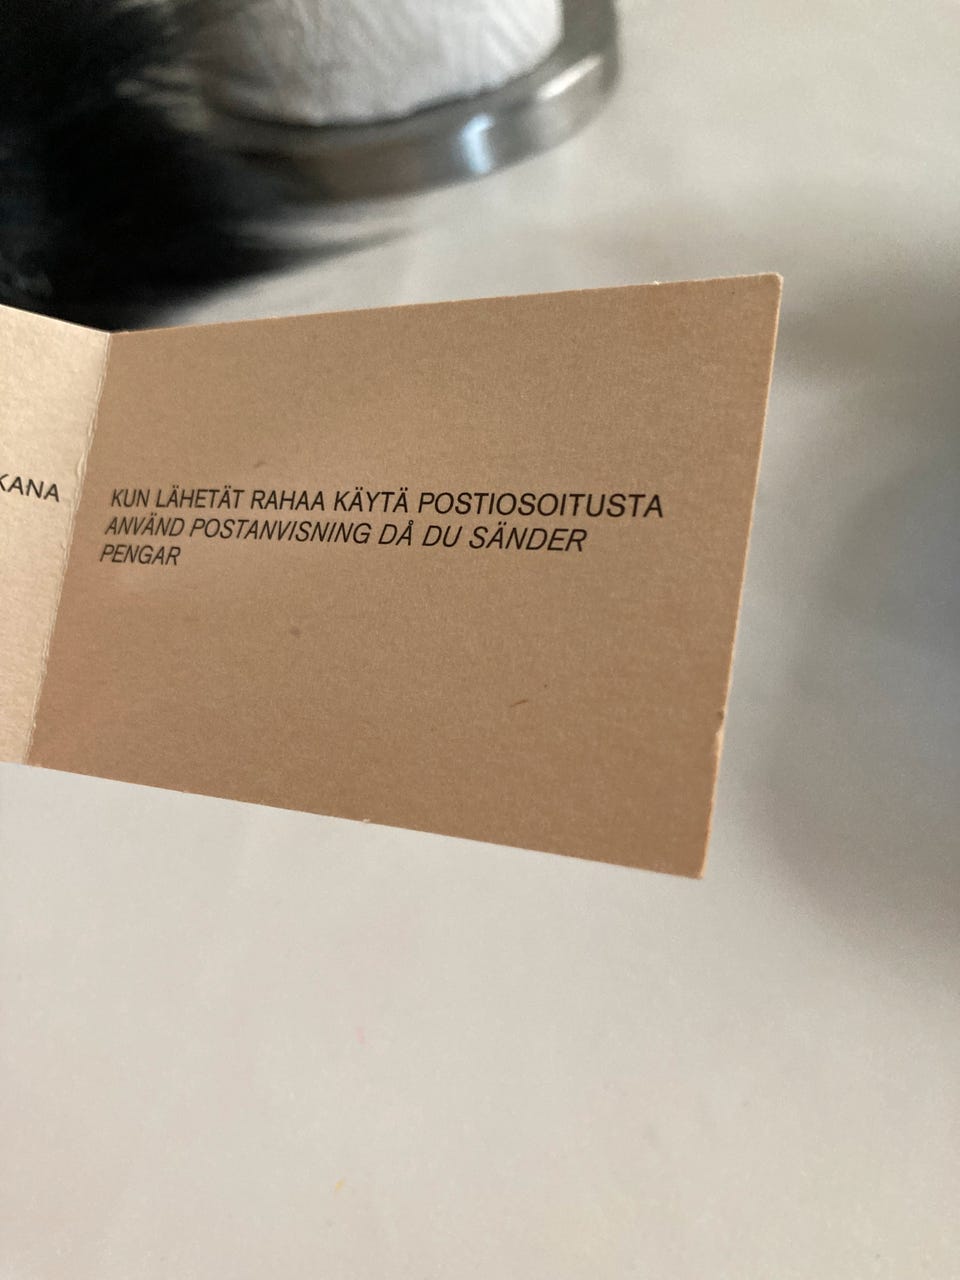 KANA
KUN LÄHETÄT RAHAA KÄYTÄ POSTIOSOITUSTA
ANVÄND POSTANVISNING DÅ DU SÄNDER
PENGAR